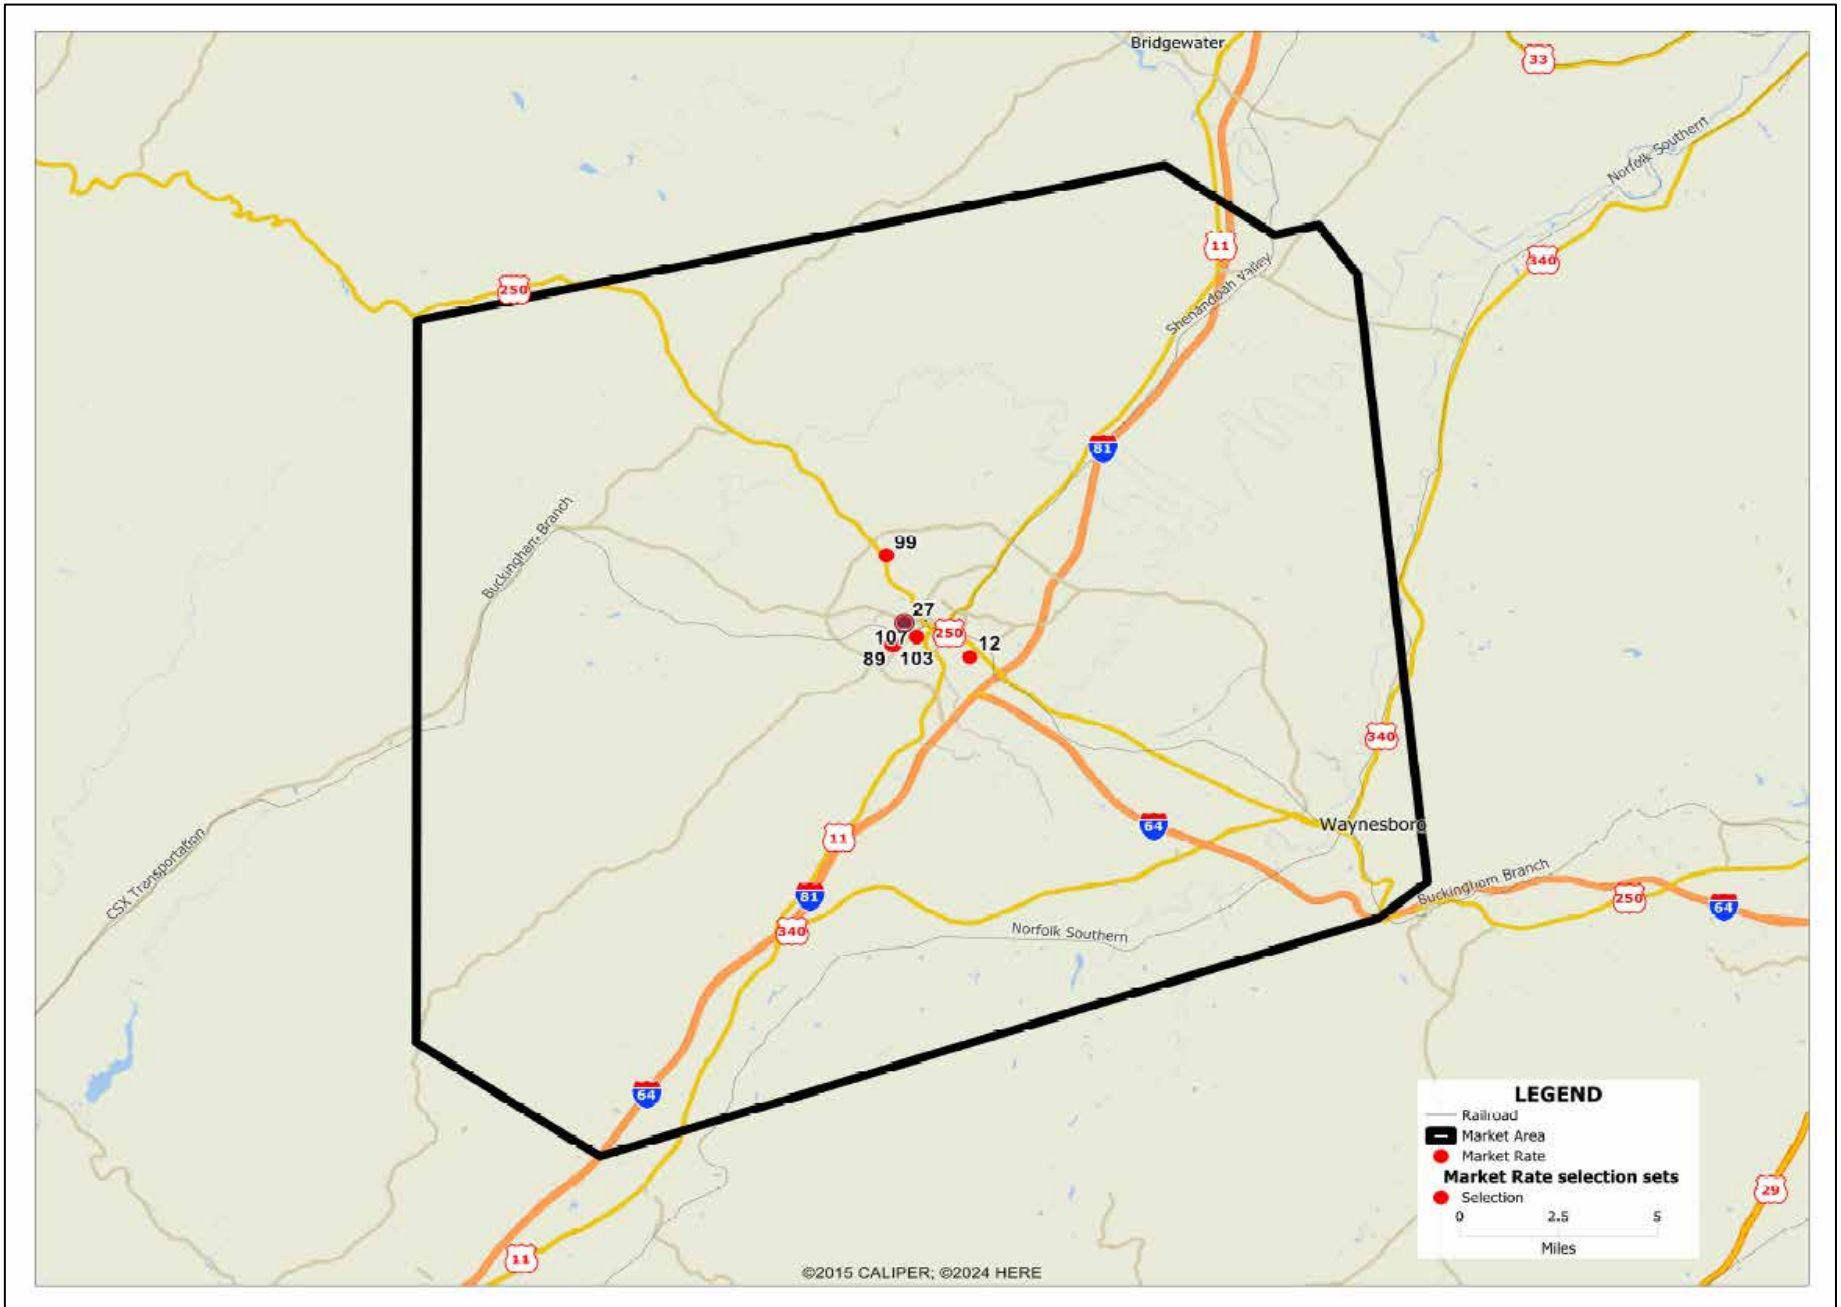 Bridgewater
33
Norfolk Southern
11
340
250
Shenandoah Valley
81
Buckingham Branch
99
27
107
250
12
89
103
340
Waynesboro
64
11
CSX Transportation
Buckingham Branch
81
250
64
340
Norfolk Southern
64
LEGEND
Railroad
Market Area
Market Rate
Market Rate selection sets
Selection
0 2.5 5
Miles
29
11
©2015 CALIPER; ©2024 HERE